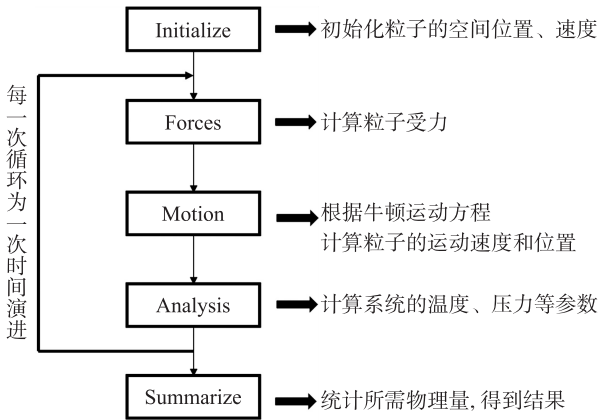 Initialize
初始化粒子的空间位置、速度
Forces
计算粒子受力
Motion
根据牛顿运动方程
计算粒子的运动速度和位置
Analysis
计算系统的温度、压力等参数
Summarize
统计所需物理量, 得到结果
每一次循环为一次时间演进